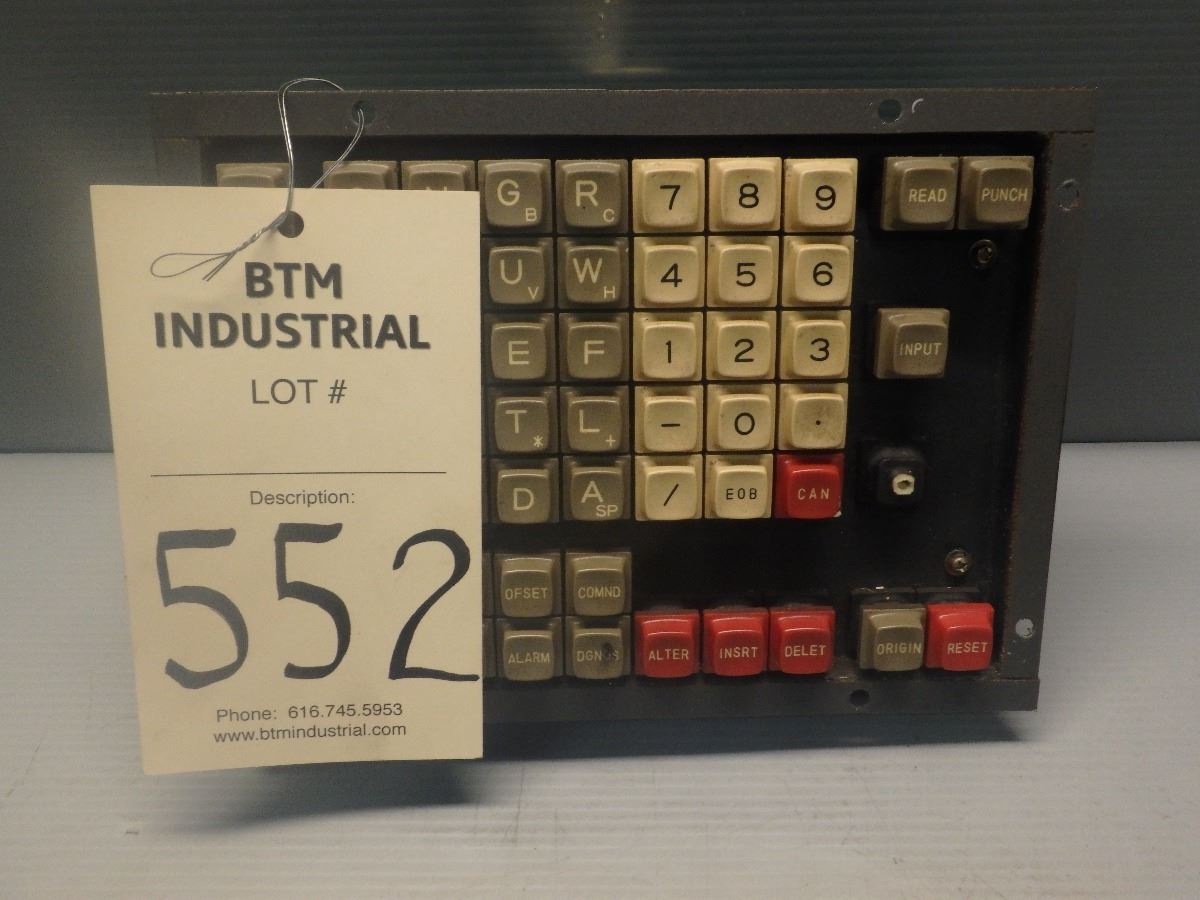 BTM
INDUSTRIAL
LOT #
Description:
552
Phone: 616.745.5953
www.btmindustrial.com
G B R C 7 8 9 READ PUNCH
U V W H 4 5 6
E F 1 2 3 INPUT
T * L + - 0 .
D A SP / EOB CAN
OFSET COMND
ALARM DGNOS ALTER INSRT DELET ORIGIN RESET